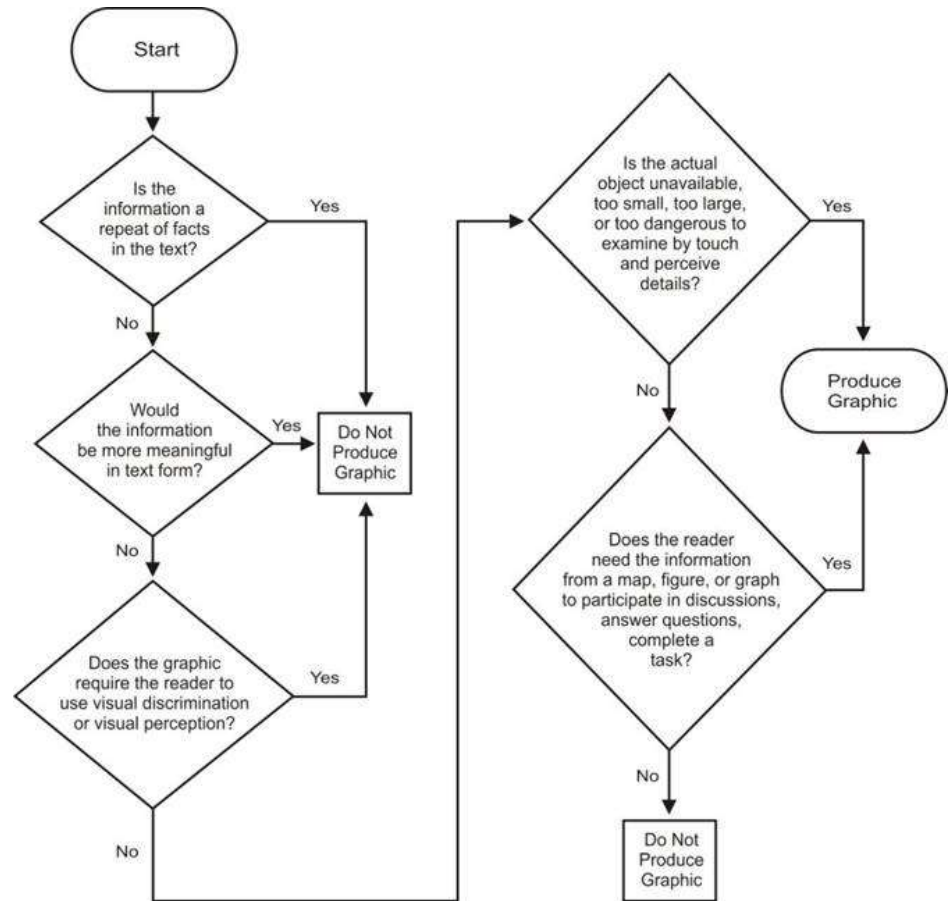 Start
Is the
information a
repeat of facts
in the text?
Yes
No
Would
the information
be more meaningful
in text form?
Yes
Do Not
Produce
Graphic
No
Does the graphic
require the reader to
use visual discrimination
or visual perception?
Yes
No
Is the actual
object unavailable,
too small, too large,
or too dangerous to
examine by touch
and perceive
details?
Yes
Produce
Graphic
No
Does the reader
need the information
from a map, figure, or graph
to participate in discussions,
answer questions,
complete a
task?
Yes
No
Do Not
Produce
Graphic